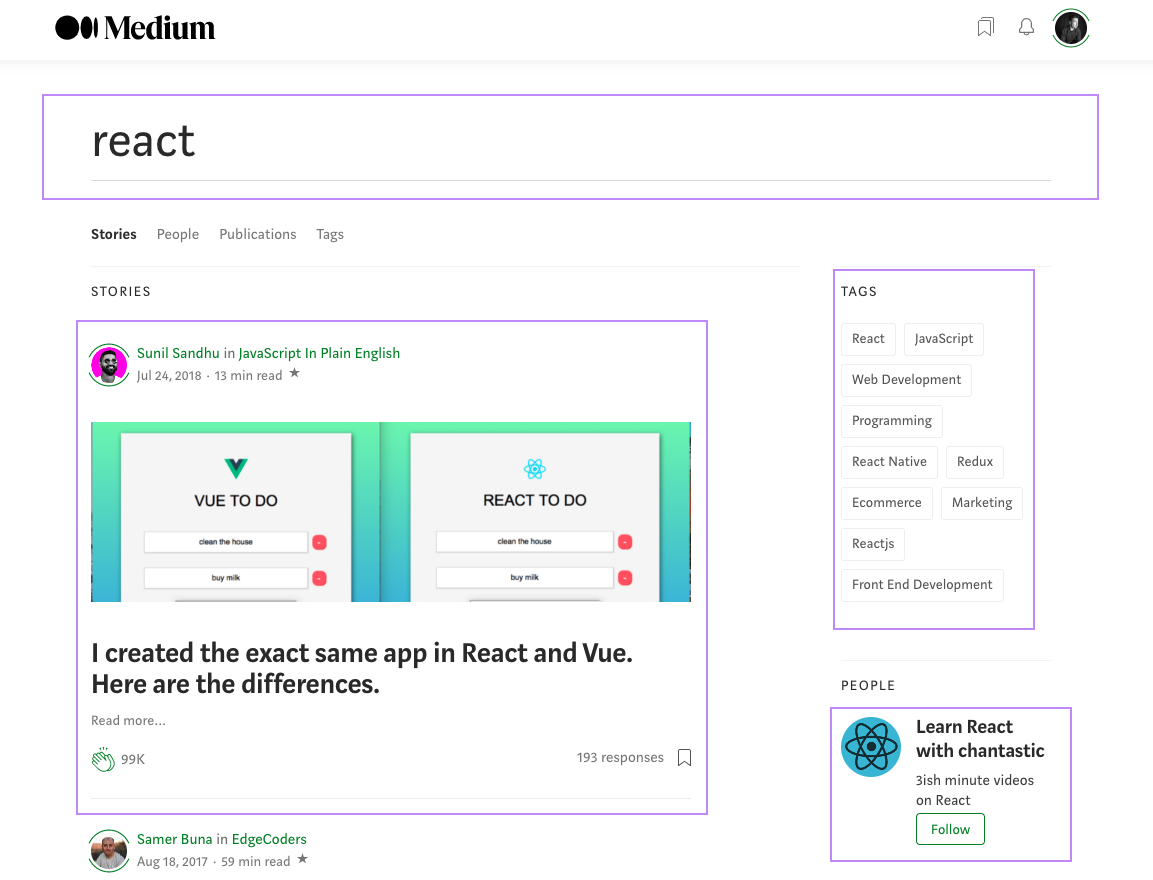 Medium
react
Stories People Publications Tags
STORIES
Sunil Sandhu in JavaScript In Plain English
Jul 24, 2018 · 13 min read ★
VUE TO DO
clean the house
-
buy milk
-
REACT TO DO
clean the house
-
buy milk
-
I created the exact same app in React and Vue.
Here are the differences.
Read more...
99K
193 responses
Samer Buna in EdgeCoders
Aug 18, 2017 · 59 min read ★
TAGS
React JavaScript
Web Development
Programming
React Native Redux
Ecommerce Marketing
Reactjs
Front End Development
PEOPLE
Learn React
with chantastic
3ish minute videos
on React
Follow